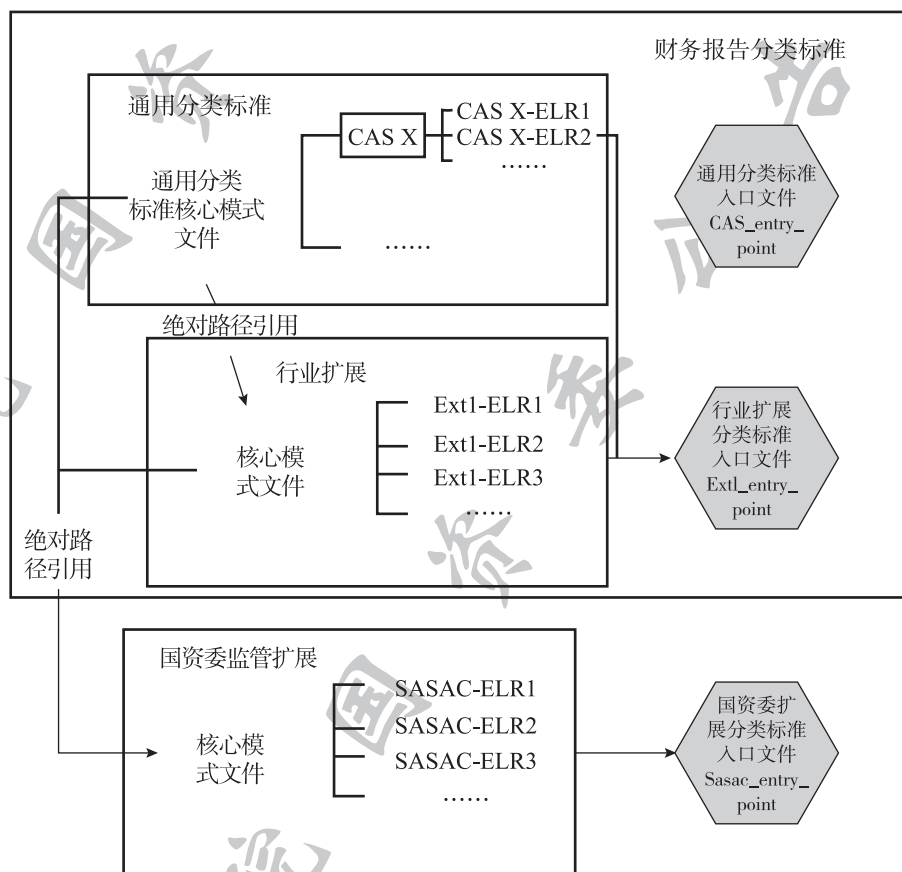 财务报告分类标准
通用分类标准
CAS X
CAS X-ELR1
CAS X-ELR2
……
……
通用分类
标准核心模式
文件
通用分类标准
入口文件
CAS_entry_
point
绝对路径引用
行业扩展
核心模
式文件
Ext1-ELR1
Ext1-ELR2
Ext1-ELR3
……
行业扩展
分类标准
入口文件
Extl_entry_
point
绝对路
径引用
国资委监管扩展
核心模
式文件
SASAC-ELR1
SASAC-ELR2
SASAC-ELR3
……
国资委扩
展分类标准
入口文件
Sasac_entry_
point